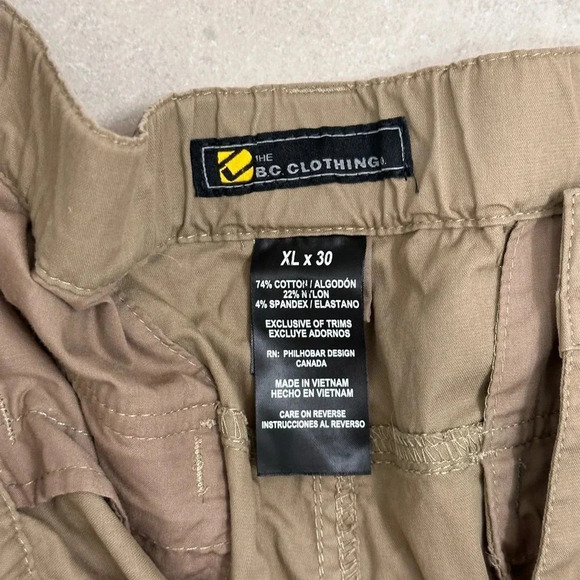 THE
B.C. CLOTHING
XL x 30
74% COTTON / ALGODÓN
22% NYLON
4% SPANDEX / ELASTANO
EXCLUSIVE OF TRIMS
EXCLUYE ADORNOS
RN: PHILHOBAR DESIGN
CANADA
MADE IN VIETNAM
HECHO EN VIETNAM
CARE ON REVERSE
INSTRUCCIONES AL REVERSO